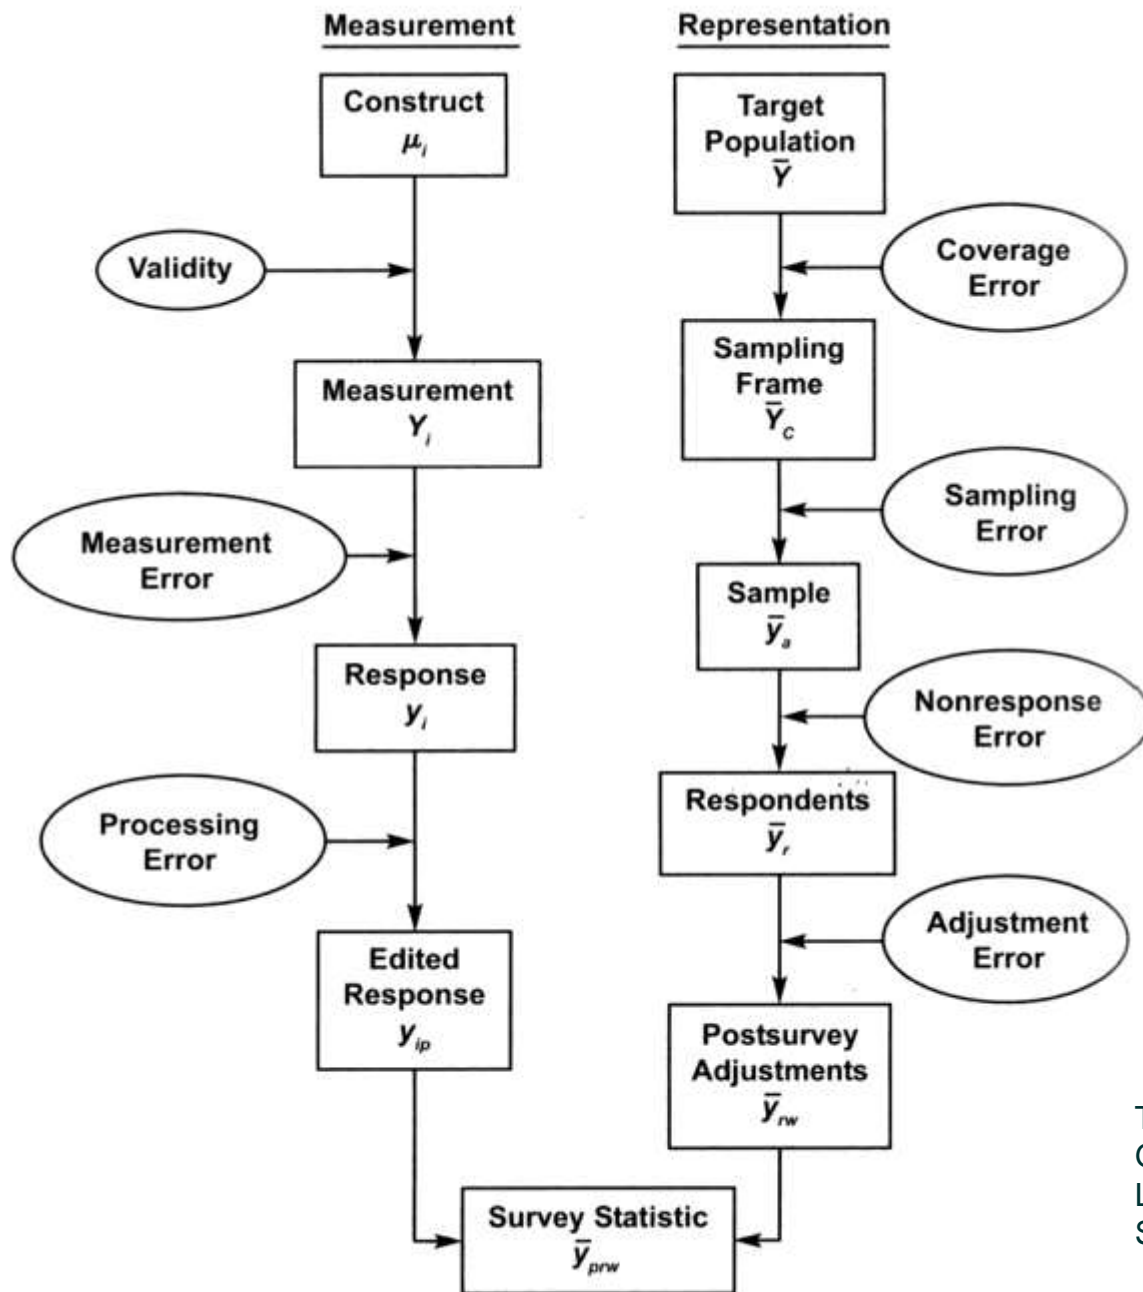 Measurement
Representation
Construct
μi
Target
Population
Ȳ
Validity
Coverage
Error
Sampling
Frame
ȲC
Measurement
Yi
Sampling
Error
Measurement
Error
Sample
ȳa
Response
yi
Nonresponse
Error
Respondents
ȳr
Processing
Error
Adjustment
Error
Edited
Response
yip
Postsurvey
Adjustments
ȳrw
Survey Statistic
ȳprw